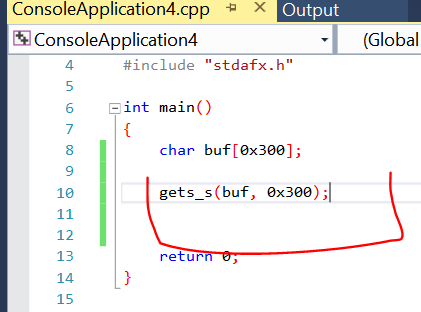 ConsoleApplication4.cpp Output
ConsoleApplication4 (Global
4 #include "stdafx.h"
5
6 int main()
7 {
8 char buf[0x300];
9
10 gets_s(buf, 0x300);
11
12
13 return 0;
14 }
15